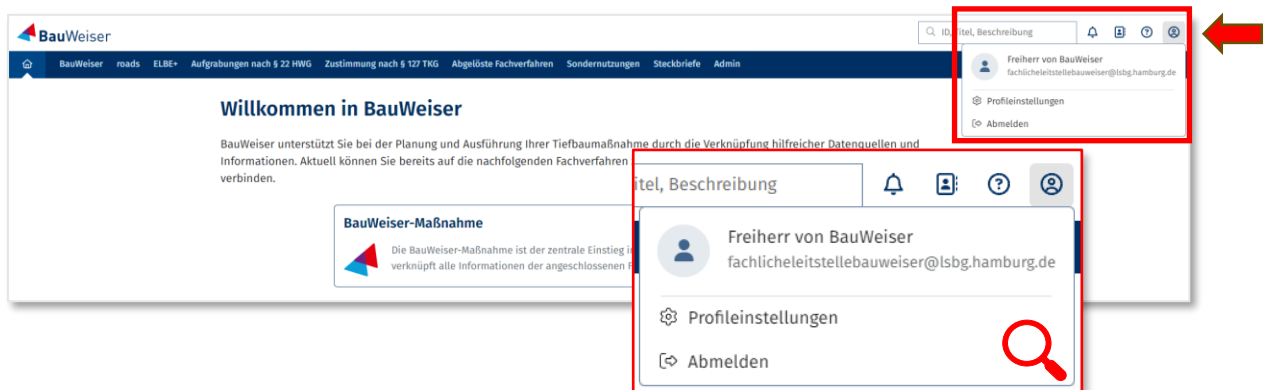 BauWeiser
ID, Titel, Beschreibung
BauWeiser roads ELBE+ Aufgrabungen nach § 22 HWG Zustimmung nach § 127 TKG Abgelöste Fachverfahren Sondernutzungen Steckbriefe Admin
Freiherr von BauWeiser
fachlicheleitstellebauweiser@lsbg.hamburg.de
Profileinstellungen
Abmelden
Willkommen in BauWeiser
BauWeiser unterstützt Sie bei der Planung und Ausführung Ihrer Tiefbaumaßnahme durch die Verknüpfung hilfreicher Datenquellen und
Informationen. Aktuell können Sie bereits auf die nachfolgenden Fachverfahren
verbinden.
BauWeiser-Maßnahme
Die BauWeiser-Maßnahme ist der zentrale Einstieg
verknüpft alle Informationen der angeschlossenen
itel, Beschreibung
Freiherr von BauWeiser
fachlicheleitstellebauweiser@lsbg.hamburg.de
Profileinstellungen
Abmelden